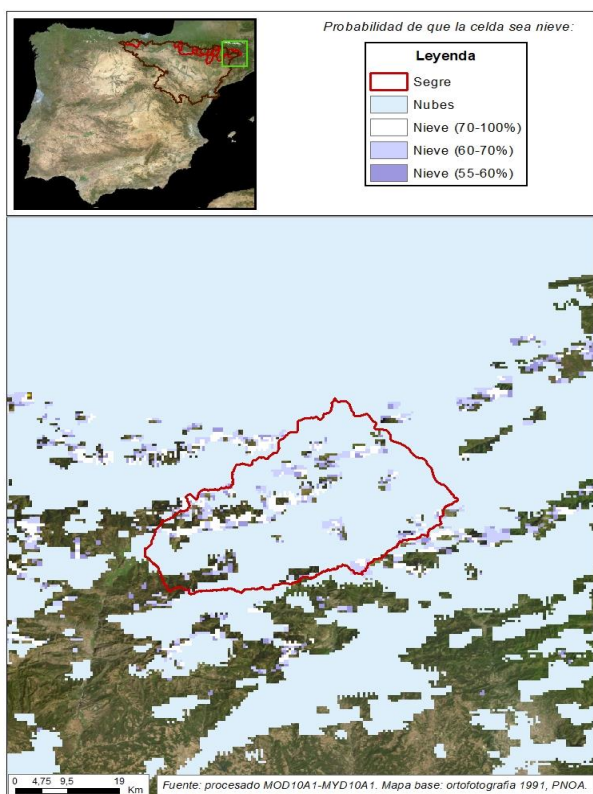 Probabilidad de que la celda sea nieve:
Leyenda
Segre
Nubes
Nieve (70-100%)
Nieve (60-70%)
Nieve (55-60%)
0 4,75 9,5 19
Km
Fuente: procesado MOD10A1-MYD10A1. Mapa base: ortofotografia 1991, PNOA.